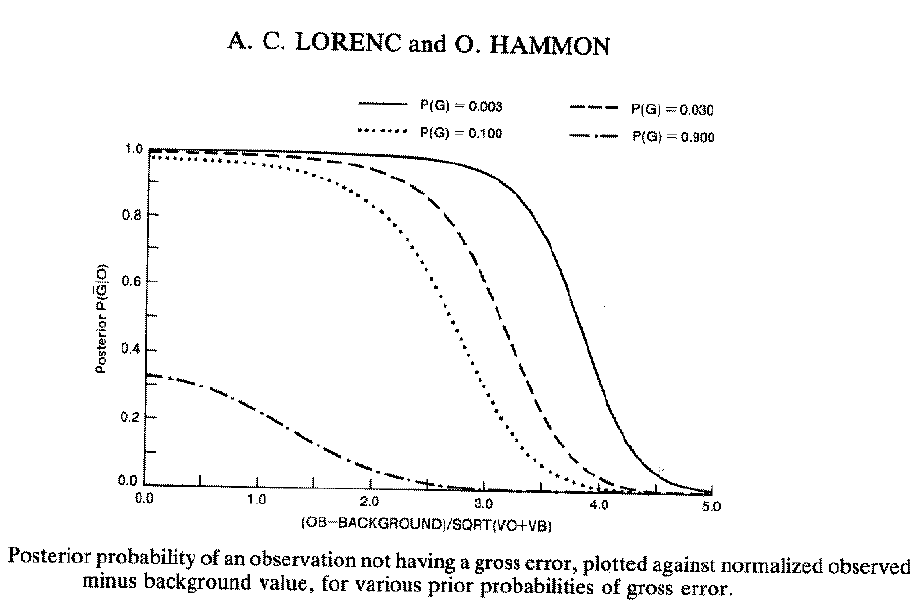 A. C. LORENC and O. HAMMON
P(G) = 0.003
P(G) = 0.030
P(G) = 0.100
P(G) = 0.900
1.0
0.8
0.6
0.4
0.2
0.0
Posterior P(G̅|O)
0.0 1.0 2.0 3.0 4.0 5.0
(OB-BACKGROUND)/SQRT(VO+VB)
Posterior probability of an observation not having a gross error, plotted against normalized observed
minus background value, for various prior probabilities of gross error.